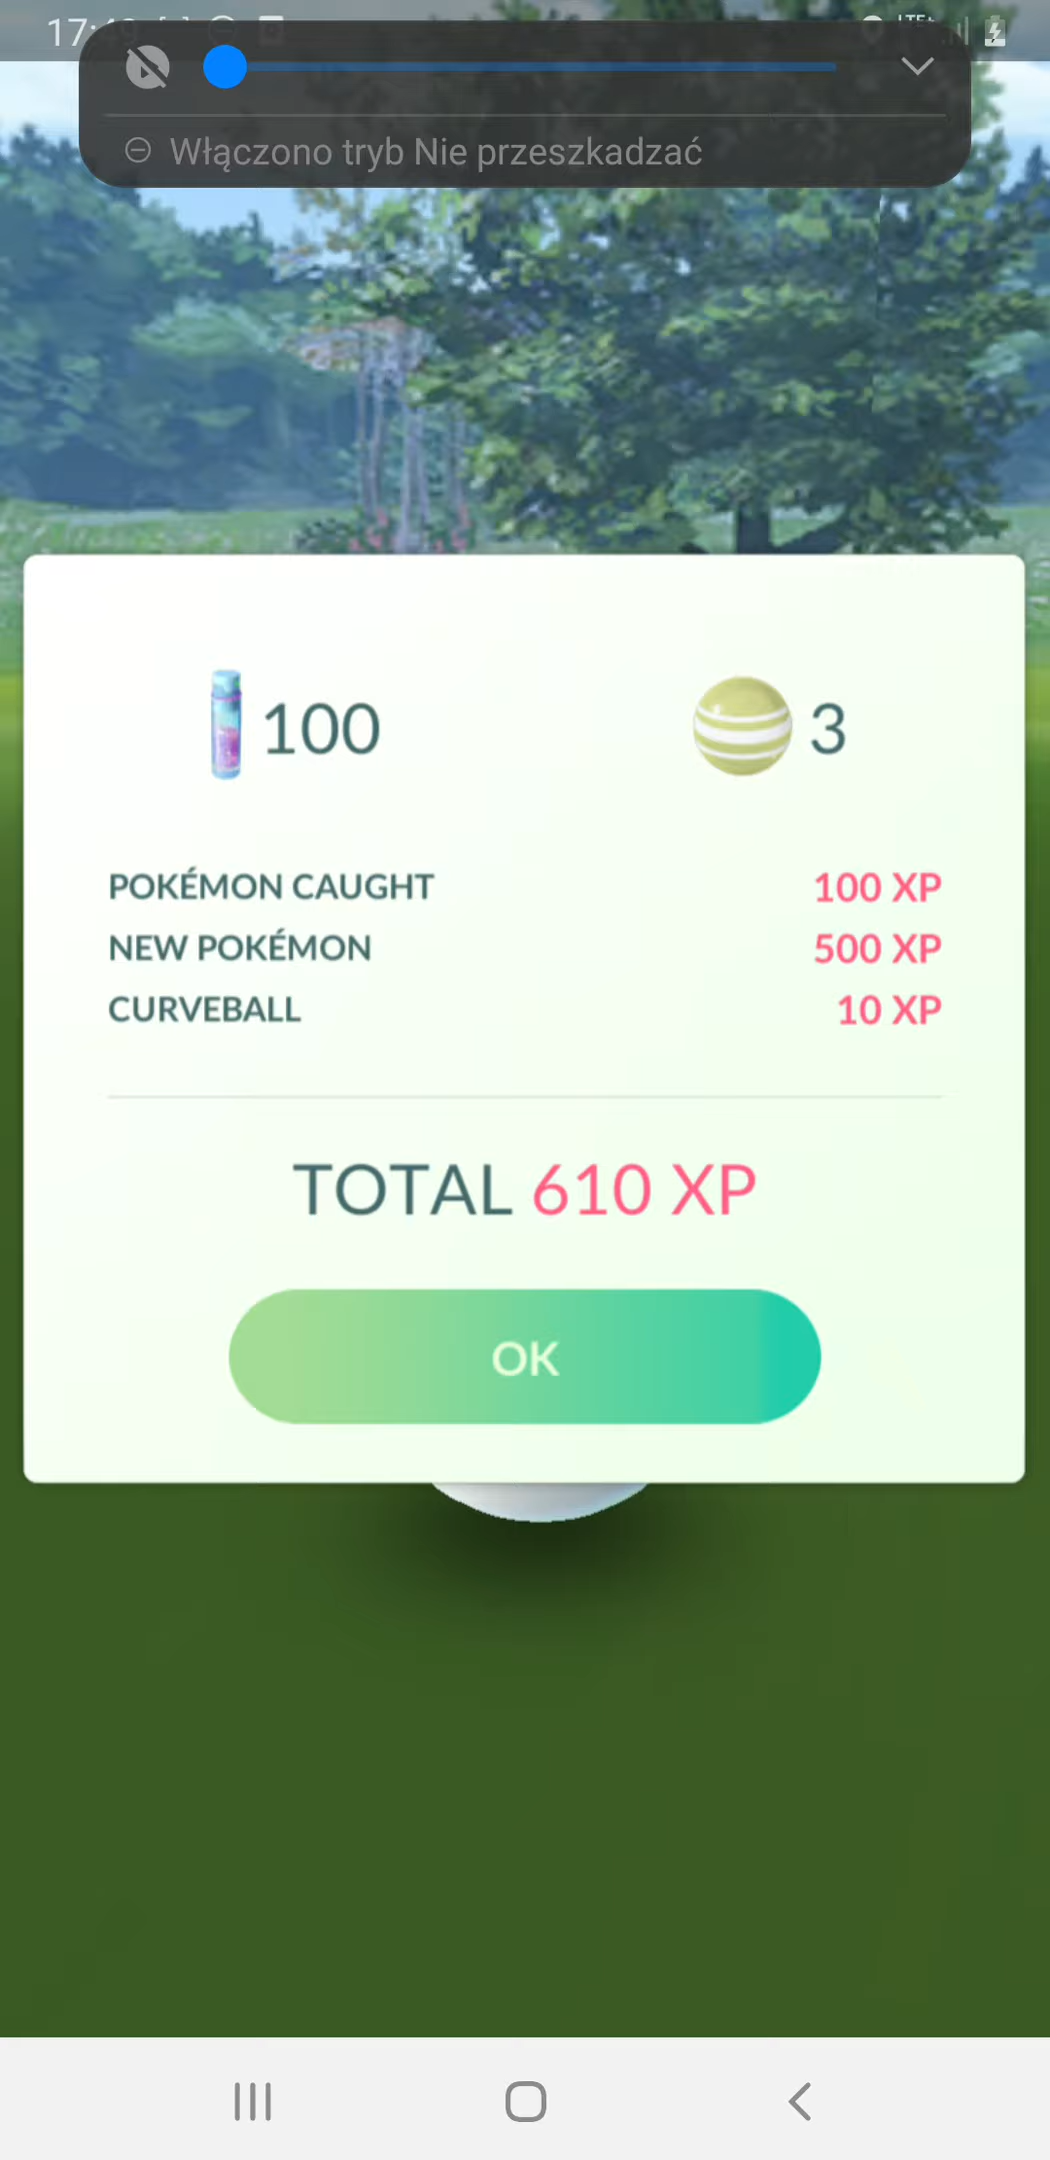 Włączono tryb Nie przeszkadzać
100
3
POKÉMON CAUGHT 100 XP
NEW POKÉMON 500 XP
CURVEBALL 10 XP
TOTAL 610 XP
OK